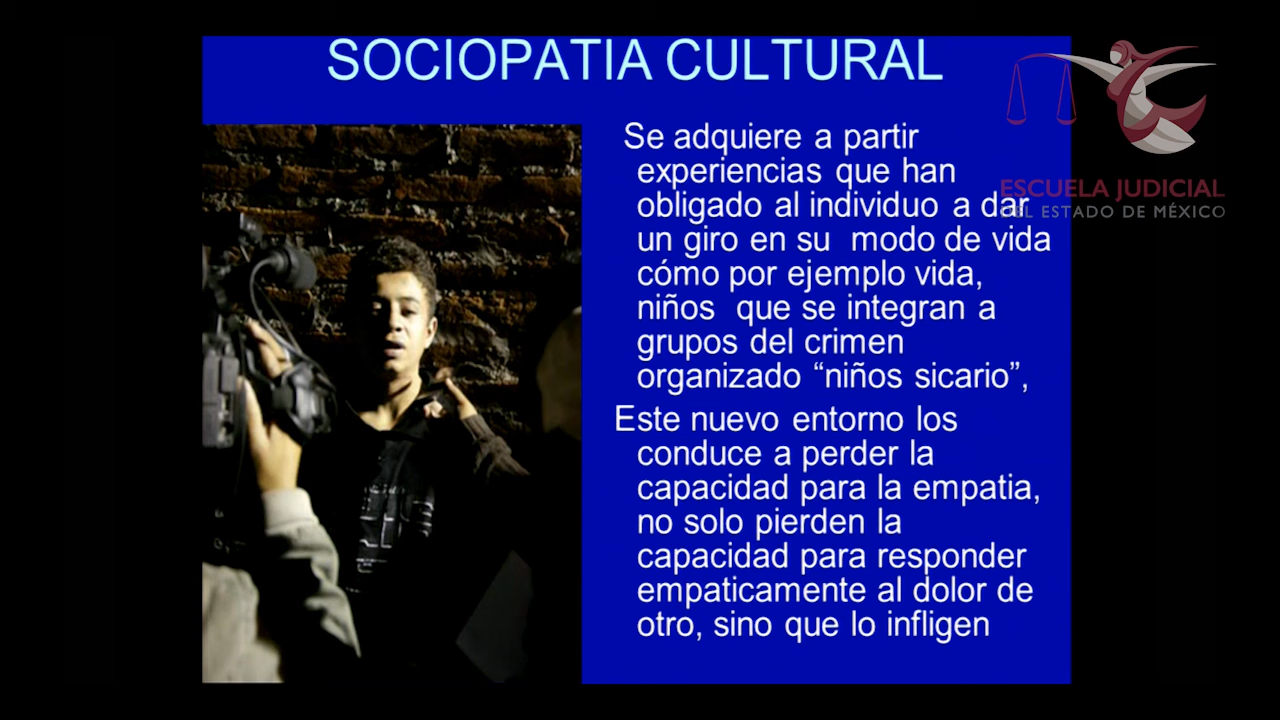 SOCIOPATIA CULTURAL
Se adquiere a partir
experiencias que han
obligado al individuo a dar
un giro en su modo de vida
cómo por ejemplo vida,
niños que se integran a
grupos del crimen
organizado “niños sicario”,
Este nuevo entorno los
conduce a perder la
capacidad para la empatia,
no solo pierden la
capacidad para responder
empaticamente al dolor de
otro, sino que lo infligen
ESCUELA JUDICIAL
DEL ESTADO DE MÉXICO